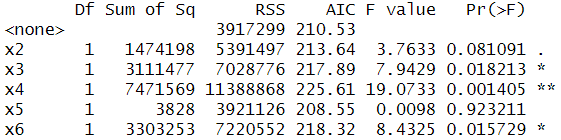 Df Sum of Sq RSS AIC F value Pr(>F)
<none> 3917299 210.53
x2 1 1474198 5391497 213.64 3.7633 0.081091 .
x3 1 3111477 7028776 217.89 7.9429 0.018213 *
x4 1 7471569 11388868 225.61 19.0733 0.001405 **
x5 1 3828 3921126 208.55 0.0098 0.923211
x6 1 3303253 7220552 218.32 8.4325 0.015729 *